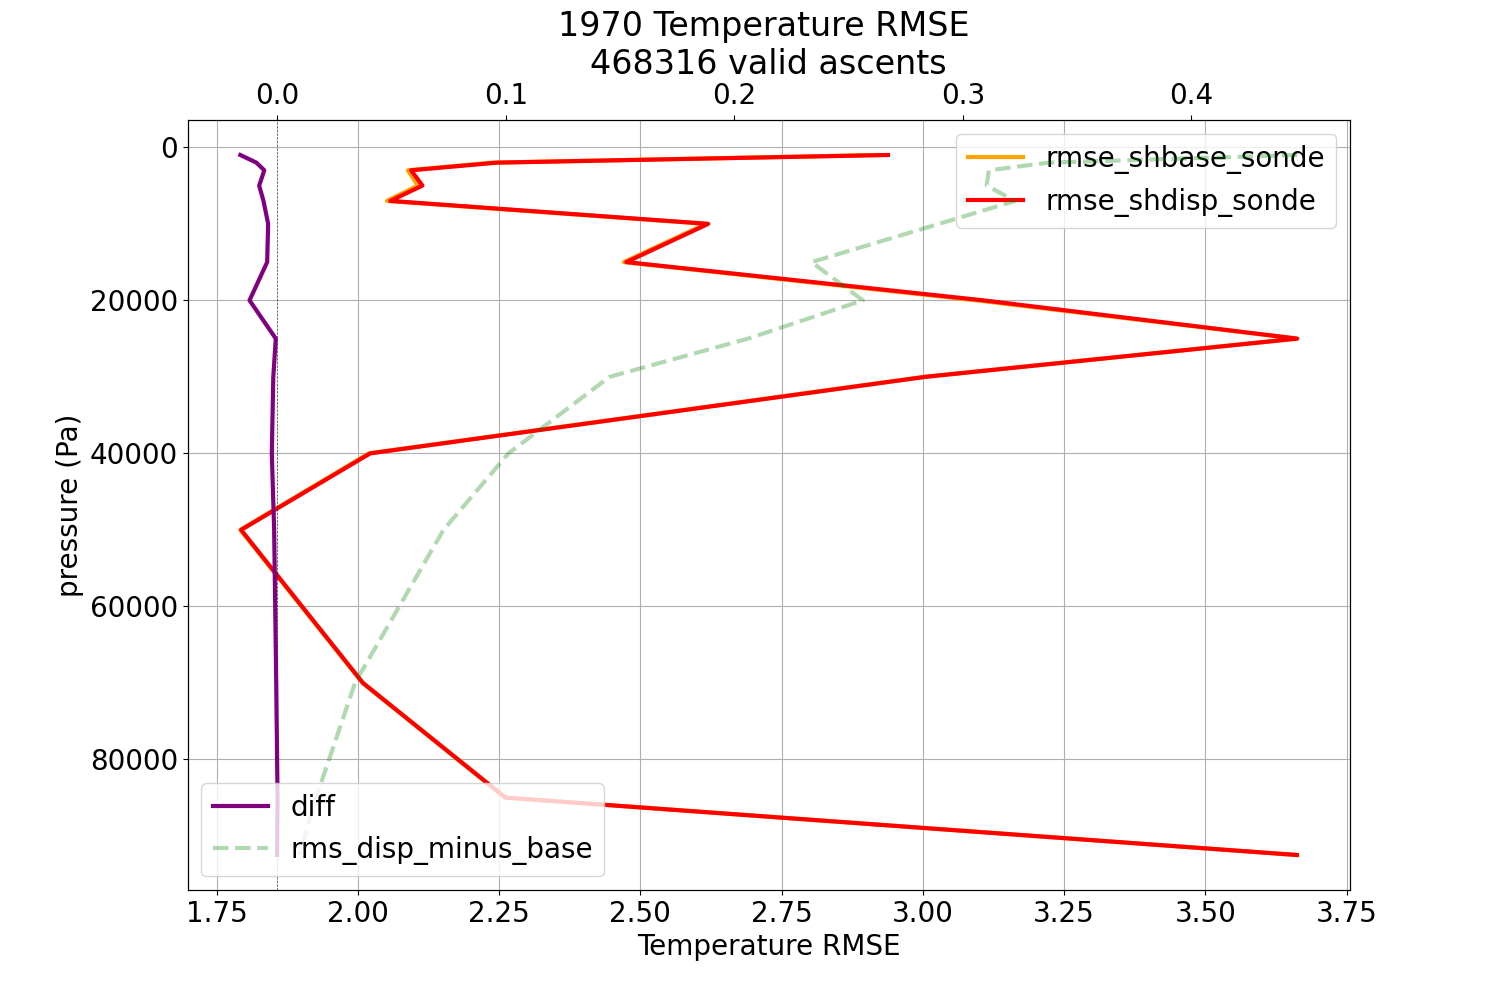 1970 Temperature RMSE
468316 valid ascents
0.0 0.1 0.2 0.3 0.4
rmse_shbase_sonde
rmse_shdisp_sonde
0
20000
40000
60000
80000
pressure (Pa)
diff
rms_disp_minus_base
1.75 2.00 2.25 2.50 2.75 3.00 3.25 3.50 3.75
Temperature RMSE